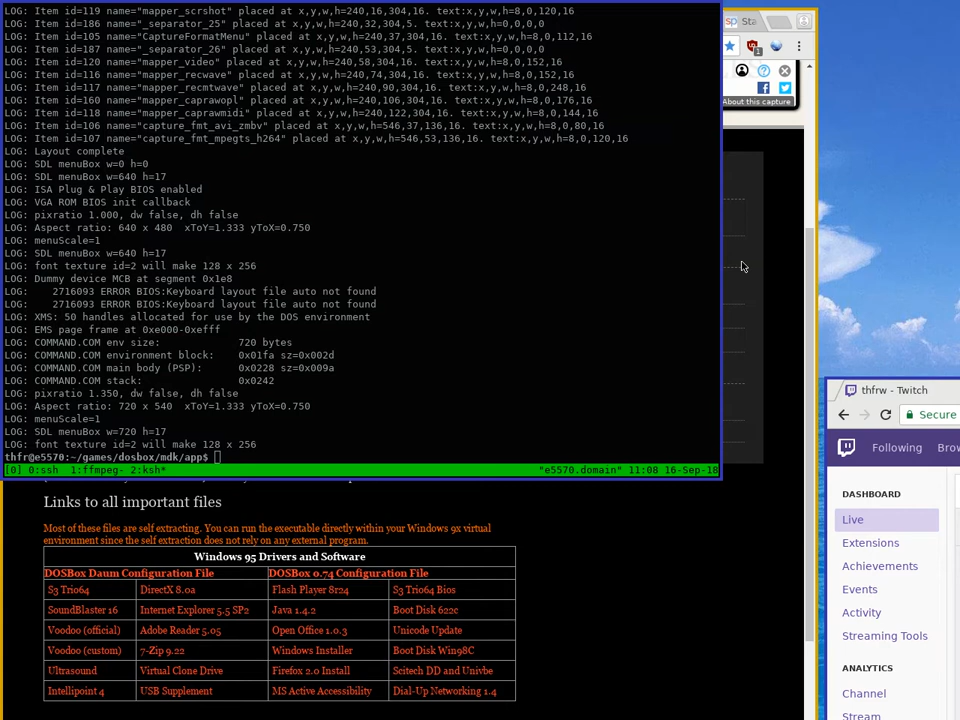 LOG: Item id=119 name="mapper_scrshot" placed at x,y,w,h=240,16,304,16. text:x,y,w,h=8,0,120,16
LOG: Item id=186 name="_separator_25" placed at x,y,w,h=240,32,304,5. text:x,y,w,h=0,0,0,0
LOG: Item id=105 name="CaptureFormatMenu" placed at x,y,w,h=240,37,304,16. text:x,y,w,h=8,0,112,16
LOG: Item id=187 name="_separator_26" placed at x,y,w,h=240,53,304,5. text:x,y,w,h=0,0,0,0
LOG: Item id=120 name="mapper_video" placed at x,y,w,h=240,58,304,16. text:x,y,w,h=8,0,152,16
LOG: Item id=116 name="mapper_recwave" placed at x,y,w,h=240,74,304,16. text:x,y,w,h=8,0,152,16
LOG: Item id=117 name="mapper_recmtwave" placed at x,y,w,h=240,90,304,16. text:x,y,w,h=8,0,248,16
LOG: Item id=160 name="mapper_caprawopl" placed at x,y,w,h=240,106,304,16. text:x,y,w,h=8,0,176,16
LOG: Item id=118 name="mapper_caprawmidi" placed at x,y,w,h=240,122,304,16. text:x,y,w,h=8,0,144,16
LOG: Item id=106 name="capture_fmt_avi_zmbv" placed at x,y,w,h=546,37,136,16. text:x,y,w,h=8,0,80,16
LOG: Item id=107 name="capture_fmt_mpegts_h264" placed at x,y,w,h=546,53,136,16. text:x,y,w,h=8,0,120,16
LOG: Layout complete
LOG: SDL menuBox w=0 h=0
LOG: SDL menuBox w=640 h=17
LOG: ISA Plug & Play BIOS enabled
LOG: VGA ROM BIOS init callback
LOG: pixratio 1.000, dw false, dh false
LOG: Aspect ratio: 640 x 480  xToY=1.333 yToX=0.750
LOG: menuScale=1
LOG: SDL menuBox w=640 h=17
LOG: font texture id=2 will make 128 x 256
LOG: Dummy device MCB at segment 0x1e8
LOG:    2716093 ERROR BIOS:Keyboard layout file auto not found
LOG:    2716093 ERROR BIOS:Keyboard layout file auto not found
LOG: XMS: 50 handles allocated for use by the DOS environment
LOG: EMS page frame at 0xe000-0xefff
LOG: COMMAND.COM env size:    720 bytes
LOG: COMMAND.COM environment block:    0x01fa sz=0x002d
LOG: COMMAND.COM main body (PSP):    0x0228 sz=0x009a
LOG: COMMAND.COM stack:    0x0242
LOG: pixratio 1.350, dw false, dh false
LOG: Aspect ratio: 720 x 540  xToY=1.333 yToX=0.750
LOG: menuScale=1
LOG: SDL menuBox w=720 h=17
LOG: font texture id=2 will make 128 x 256
thfr@e5570:~/games/dosbox/mdk/app$
[0] 0:ssh  1:ffmpeg- 2:ksh*    "e5570.domain" 11:08 16-Sep-18
sp Sta
1
About this capture
Links to all important files
Most of these files are self extracting. You can run the executable directly within your Windows 9x virtual
environment since the self extraction does not rely on any external program.
Windows 95 Drivers and Software
DOSBox Daum Configuration File    DOSBox 0.74 Configuration File
S3 Trio64    DirectX 8.0a    Flash Player 8r24    S3 Trio64 Bios
SoundBlaster 16    Internet Explorer 5.5 SP2    Java 1.4.2    Boot Disk 622c
Voodoo (official)    Adobe Reader 5.05    Open Office 1.0.3    Unicode Update
Voodoo (custom)    7-Zip 9.22    Windows Installer    Boot Disk Win98C
Ultrasound    Virtual Clone Drive    Firefox 2.0 Install    Scitech DD and Univbe
Intellipoint 4    USB Supplement    MS Active Accessibility    Dial-Up Networking 1.4
thfrw - Twitch
Secure
Following    Brow
DASHBOARD
Live
Extensions
Achievements
Events
Activity
Streaming Tools
ANALYTICS
Channel
Stream